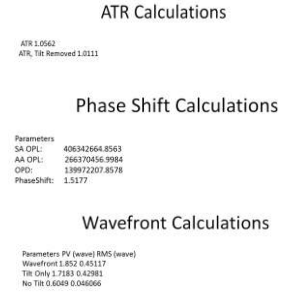 ATR Calculations
ATR 1.0562
ATR, Tilt Removed 1.0111
Phase Shift Calculations
Parameters
SA OPL: 406342664.8563
AA OPL: 266370456.9984
OPD: 139972207.8578
PhaseShift: 1.5177
Wavefront Calculations
Parameters PV (wave) RMS (wave)
Wavefront 1.852 0.45117
Tilt Only 1.7183 0.42981
No Tilt 0.6049 0.046066